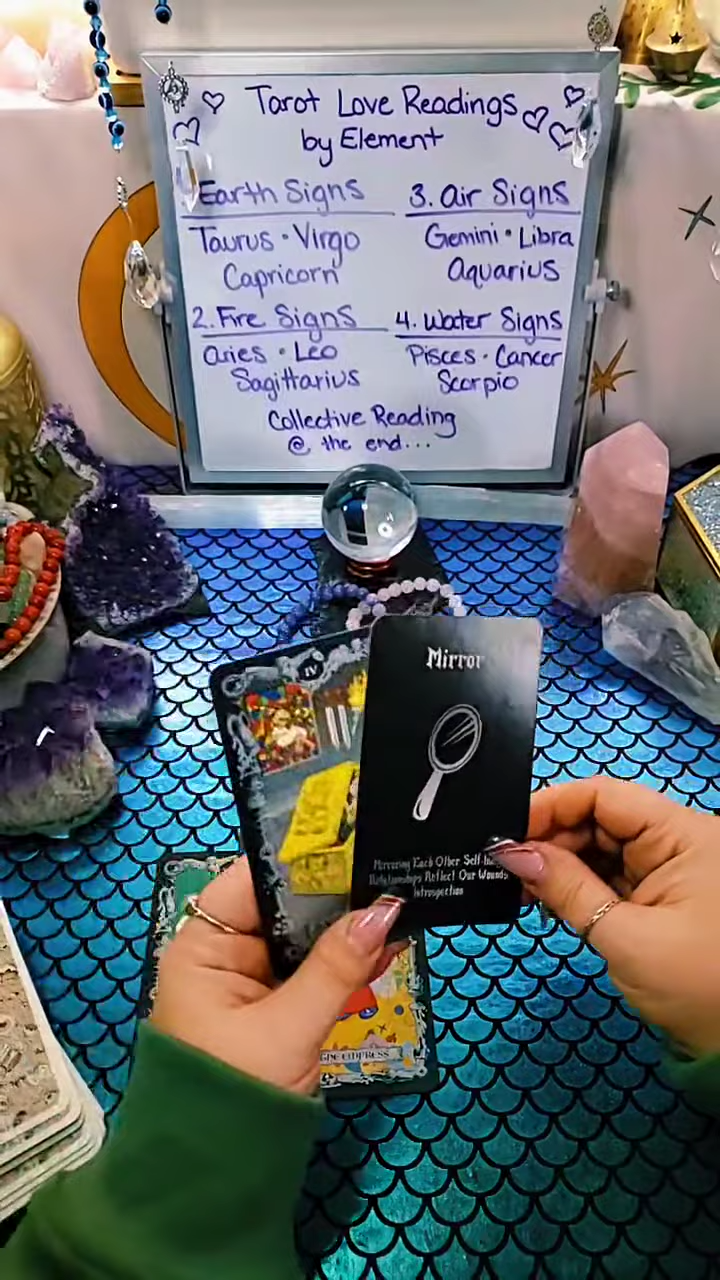 Tarot Love Readings
by Element
Earth Signs
Taurus · Virgo
Capricorn
2. Fire Signs
Aries · Leo
Sagittarius
3. Air Signs
Gemini · Libra
Aquarius
4. Water Signs
Pisces · Cancer
Scorpio
Collective Reading
@ the end...
IV
Mirror
Mirroring Each Other Self
Relationships Reflect Our Wounds
Introspection
EMPRESS